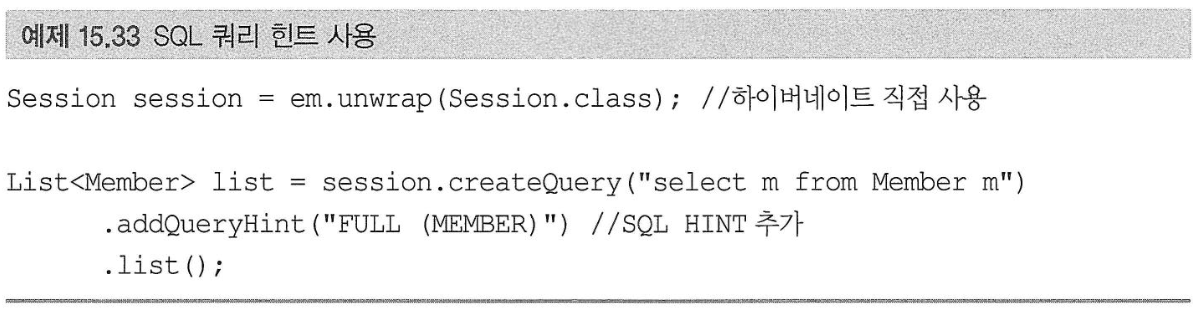 예제 15.33 SQL 쿼리 힌트 사용
Session session = em.unwrap(Session.class); //하이버네이트 직접 사용
List<Member> list = session.createQuery("select m from Member m")
.addQueryHint("FULL (MEMBER)") //SQL HINT 추가
.list();